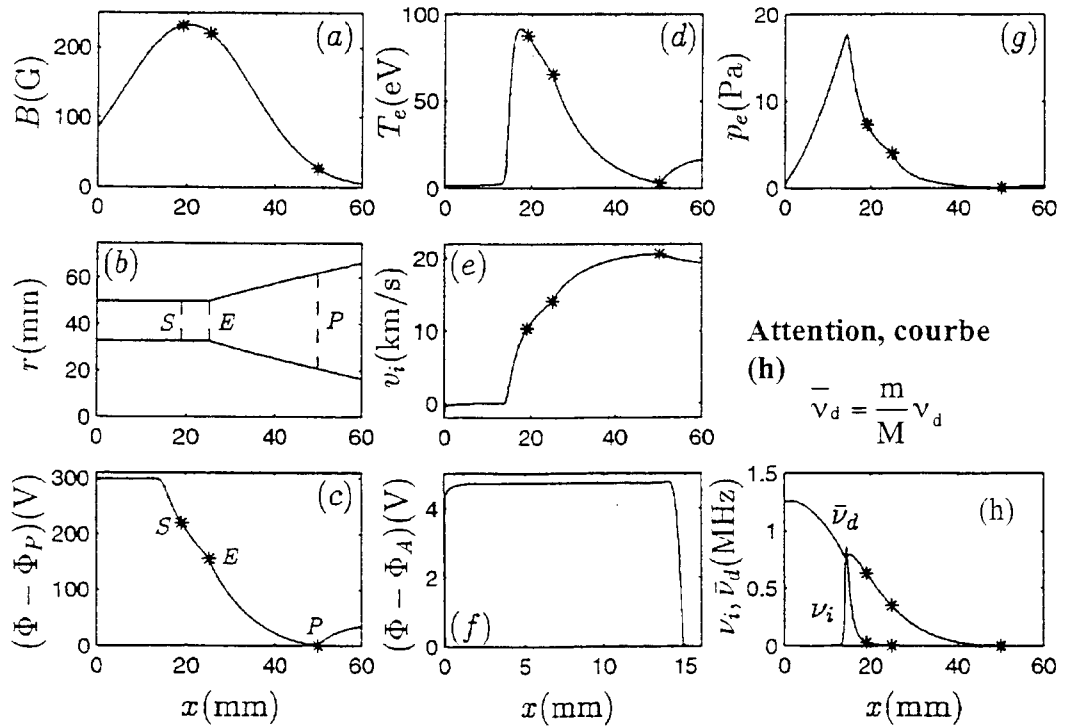 B(G)
200
100
0
0 20 40 60
(a)
T_e(eV)
100
50
0
0 20 40 60
(d)
p_e(Pa)
20
10
0
0 20 40 60
(g)
r(mm)
60
40
20
0
0 20 40 60
(b)
S E P
v_i(km/s)
20
10
0
0 20 40 60
(e)
Attention, courbe
(h)
ν̄_d = m/M ν_d
(Φ − Φ_P)(V)
300
200
100
0
0 20 40 60
(c)
S
E
P
x(mm)
(Φ − Φ_A)(V)
4
2
0
0 5 10 15
(f)
x(mm)
ν_i, ν̄_d(MHz)
1.5
1
0.5
0
0 20 40 60
(h)
ν̄_d
ν_i
x(mm)